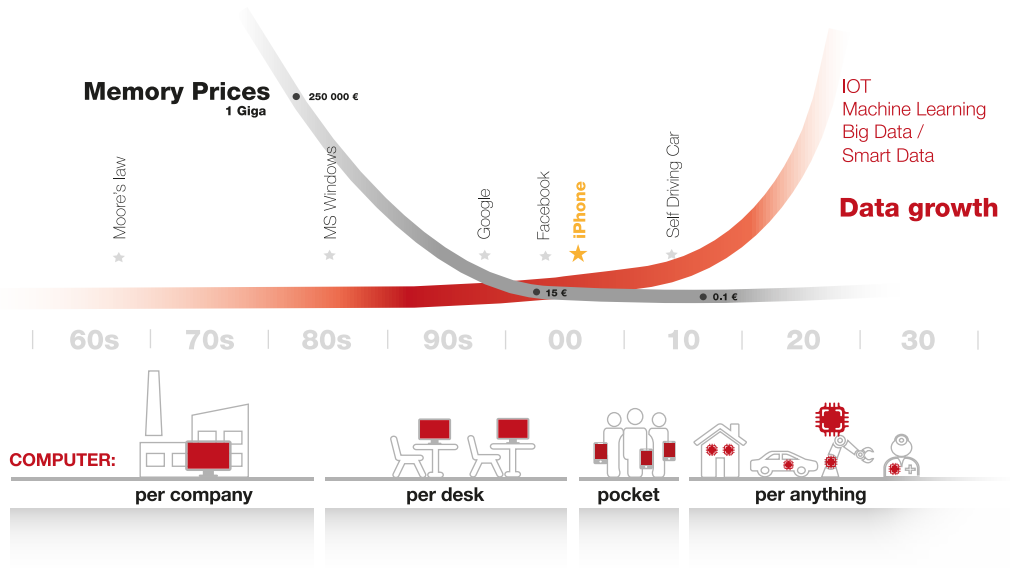 Memory Prices
1 Giga
250 000 €
IOT
Machine Learning
Big Data /
Smart Data
Data growth
Moore's law
MS Windows
Google
Facebook
iPhone
Self Driving Car
15 €
0.1 €
60s 70s 80s 90s 00 10 20 30
COMPUTER:
per company per desk pocket per anything